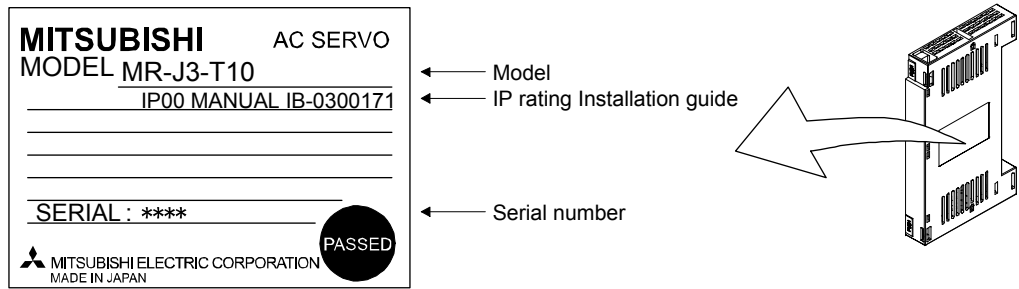 MITSUBISHI AC SERVO
MODEL MR-J3-T10
IP00 MANUAL IB-0300171
SERIAL : ****
PASSED
MITSUBISHI ELECTRIC CORPORATION
MADE IN JAPAN
Model
IP rating Installation guide
Serial number